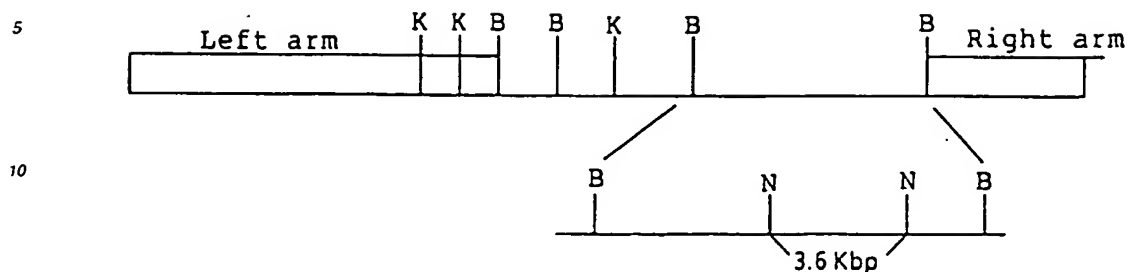 5
K K B B K B B
Left arm Right arm
10
B N N B
3.6 Kbp